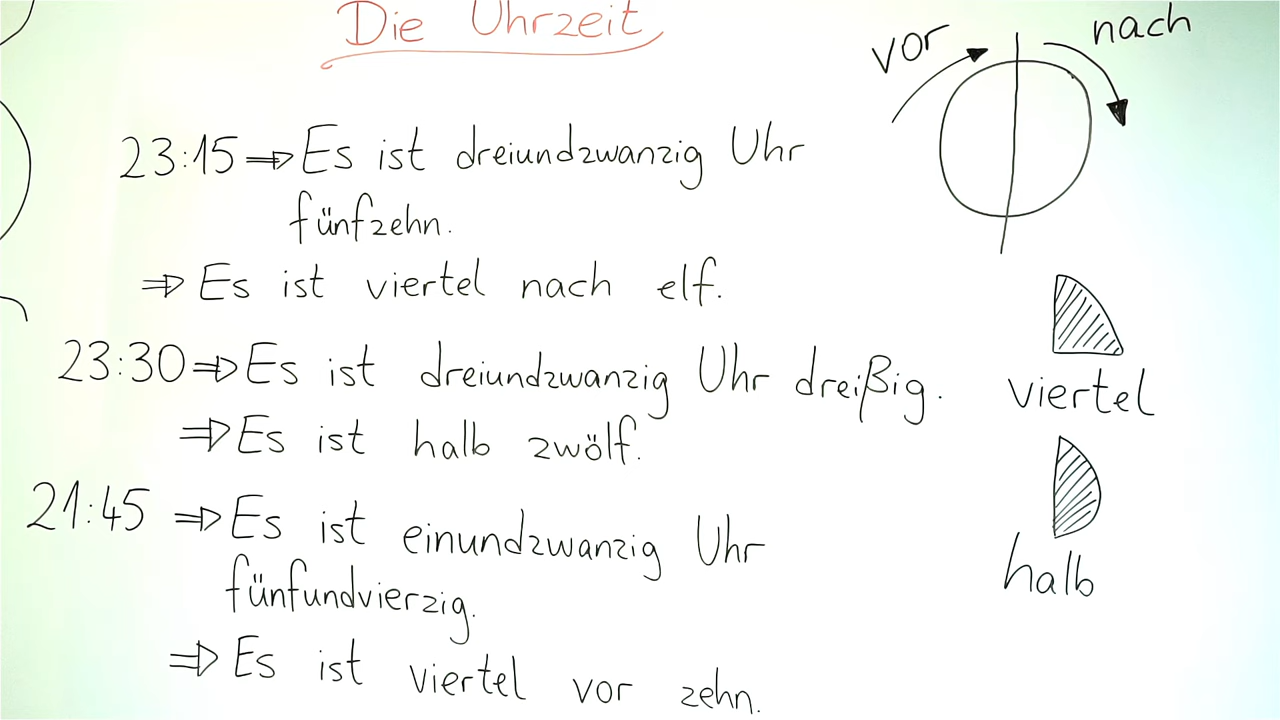 Die Uhrzeit
vor
nach
23:15 ⇒ Es ist dreiundzwanzig Uhr
fünfzehn.
⇒ Es ist viertel nach elf.
23:30 ⇒ Es ist dreiundzwanzig Uhr dreißig.
⇒ Es ist halb zwölf.
21:45 ⇒ Es ist einundzwanzig Uhr
fünfundvierzig.
⇒ Es ist viertel vor zehn.
viertel
halb